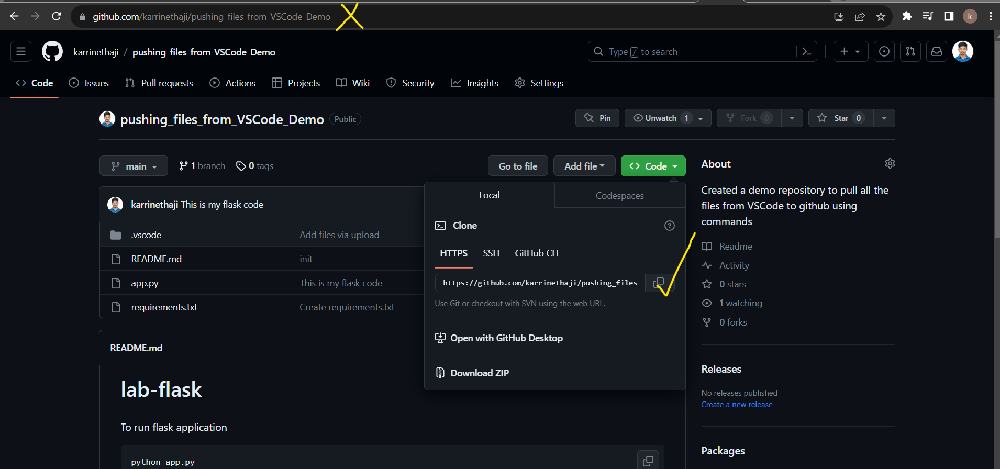 github.com/karrinethaji/pushing_files_from_VSCode_Demo
k
karrinethaji / pushing_files_from_VSCode_Demo
Type / to search
Code Issues Pull requests Actions Projects Wiki Security Insights Settings
pushing_files_from_VSCode_Demo Public
Pin Unwatch 1 Fork 0 Star 0
main 1 branch 0 tags Go to file Add file Code
About
Created a demo repository to pull all the
files from VSCode to github using
commands
Readme
Activity
0 stars
1 watching
0 forks
Releases
No releases published
Create a new release
Packages
karrinethaji This is my flask code
.vscode Add files via upload
README.md init
app.py This is my flask code
requirements.txt Create requirements.txt
Local Codespaces
Clone
HTTPS SSH GitHub CLI
https://github.com/karrinethaji/pushing_files
Use Git or checkout with SVN using the web URL.
Open with GitHub Desktop
Download ZIP
README.md
lab-flask
To run flask application
python app.py